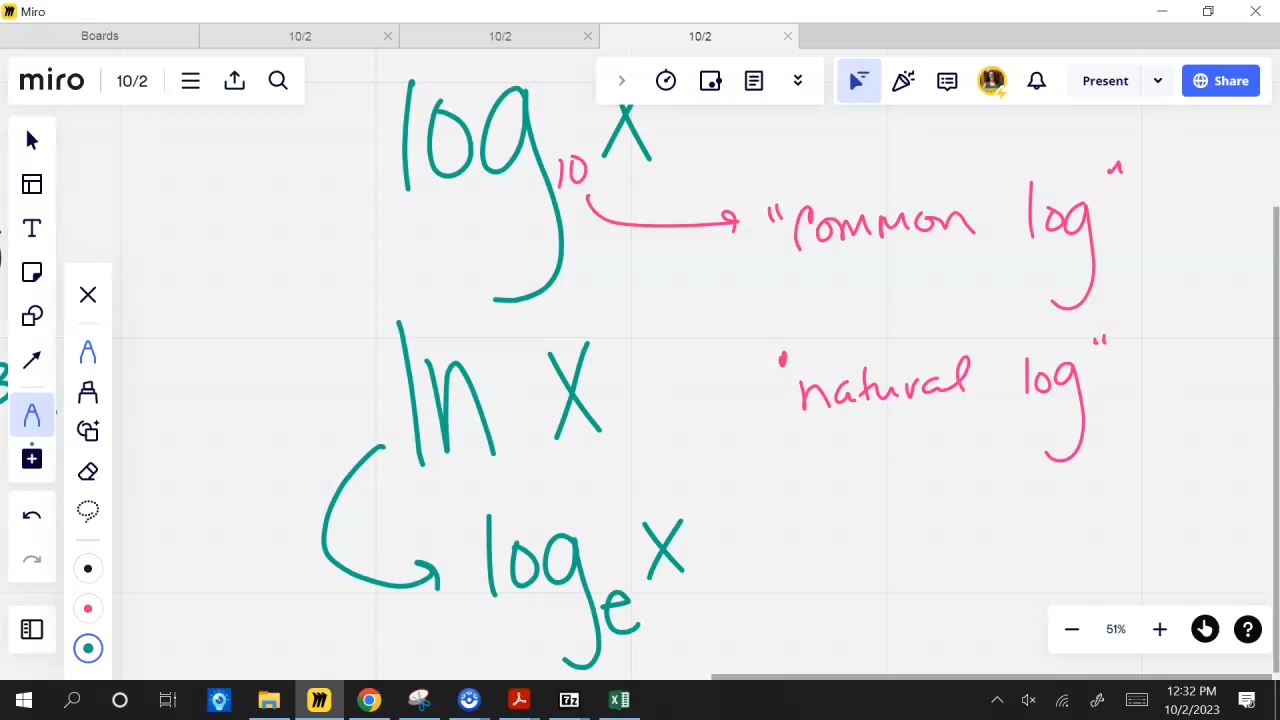 Miro
Boards
10/2
10/2
10/2
miro
10/2
Present
Share
log₁₀ x
"common log"
ln x
'natural log"
logₑ x
51%
12:32 PM
10/2/2023